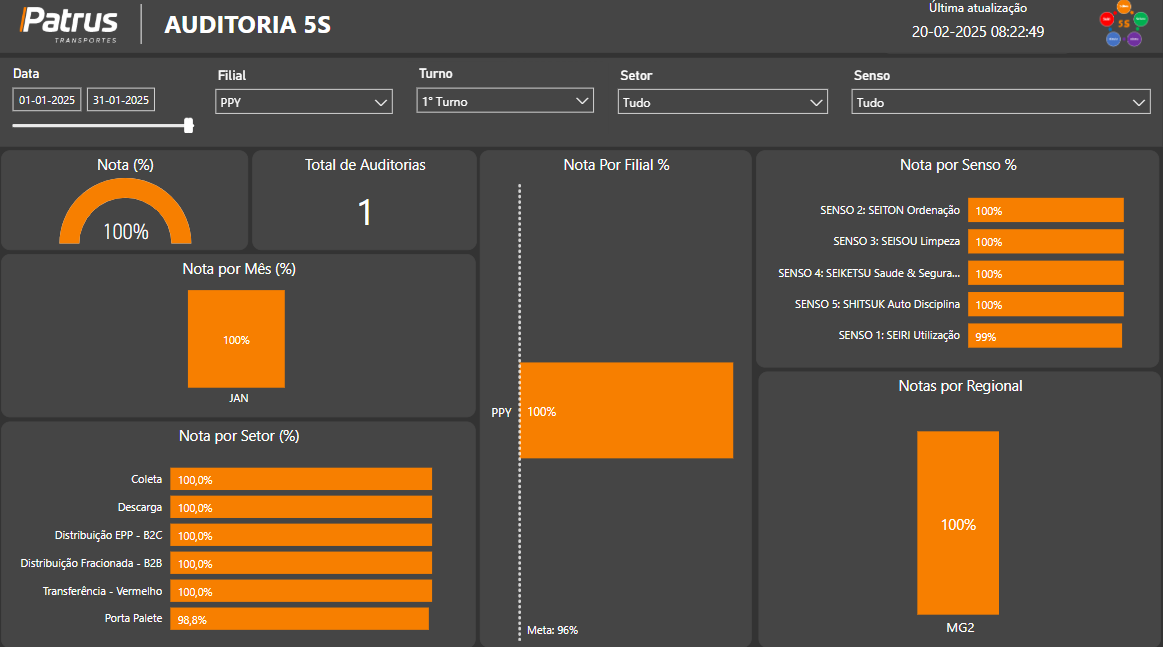 Patrus
TRANSPORTES
AUDITORIA 5S
Última atualização
20-02-2025 08:22:49
5S
Data
01-01-2025
31-01-2025
Filial
PPY
Turno
1° Turno
Setor
Tudo
Senso
Tudo
Nota (%)
100%
Total de Auditorias
1
Nota por Mês (%)
100%
JAN
Nota por Setor (%)
Coleta 100,0%
Descarga 100,0%
Distribuição EPP - B2C 100,0%
Distribuição Fracionada - B2B 100,0%
Transferência - Vermelho 100,0%
Porta Palete 98,8%
Nota Por Filial %
PPY 100%
Meta: 96%
Nota por Senso %
SENSO 2: SEITON Ordenação 100%
SENSO 3: SEISOU Limpeza 100%
SENSO 4: SEIKETSU Saude & Segura... 100%
SENSO 5: SHITSUK Auto Disciplina 100%
SENSO 1: SEIRI Utilização 99%
Notas por Regional
100%
MG2